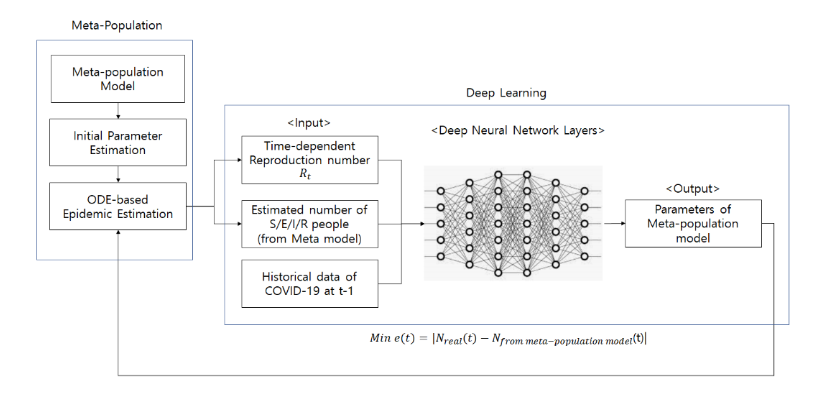 Meta-Population
Meta-population
Model
Initial Parameter
Estimation
ODE-based
Epidemic Estimation
Deep Learning
<Input>
Time-dependent
Reproduction number
R_t
Estimated number of
S/E/I/R people
(from Meta model)
Historical data of
COVID-19 at t-1
<Deep Neural Network Layers>
<Output>
Parameters of
Meta-population
model
Min e(t) = |N_{real}(t) − N_{from meta−population model}(t)|